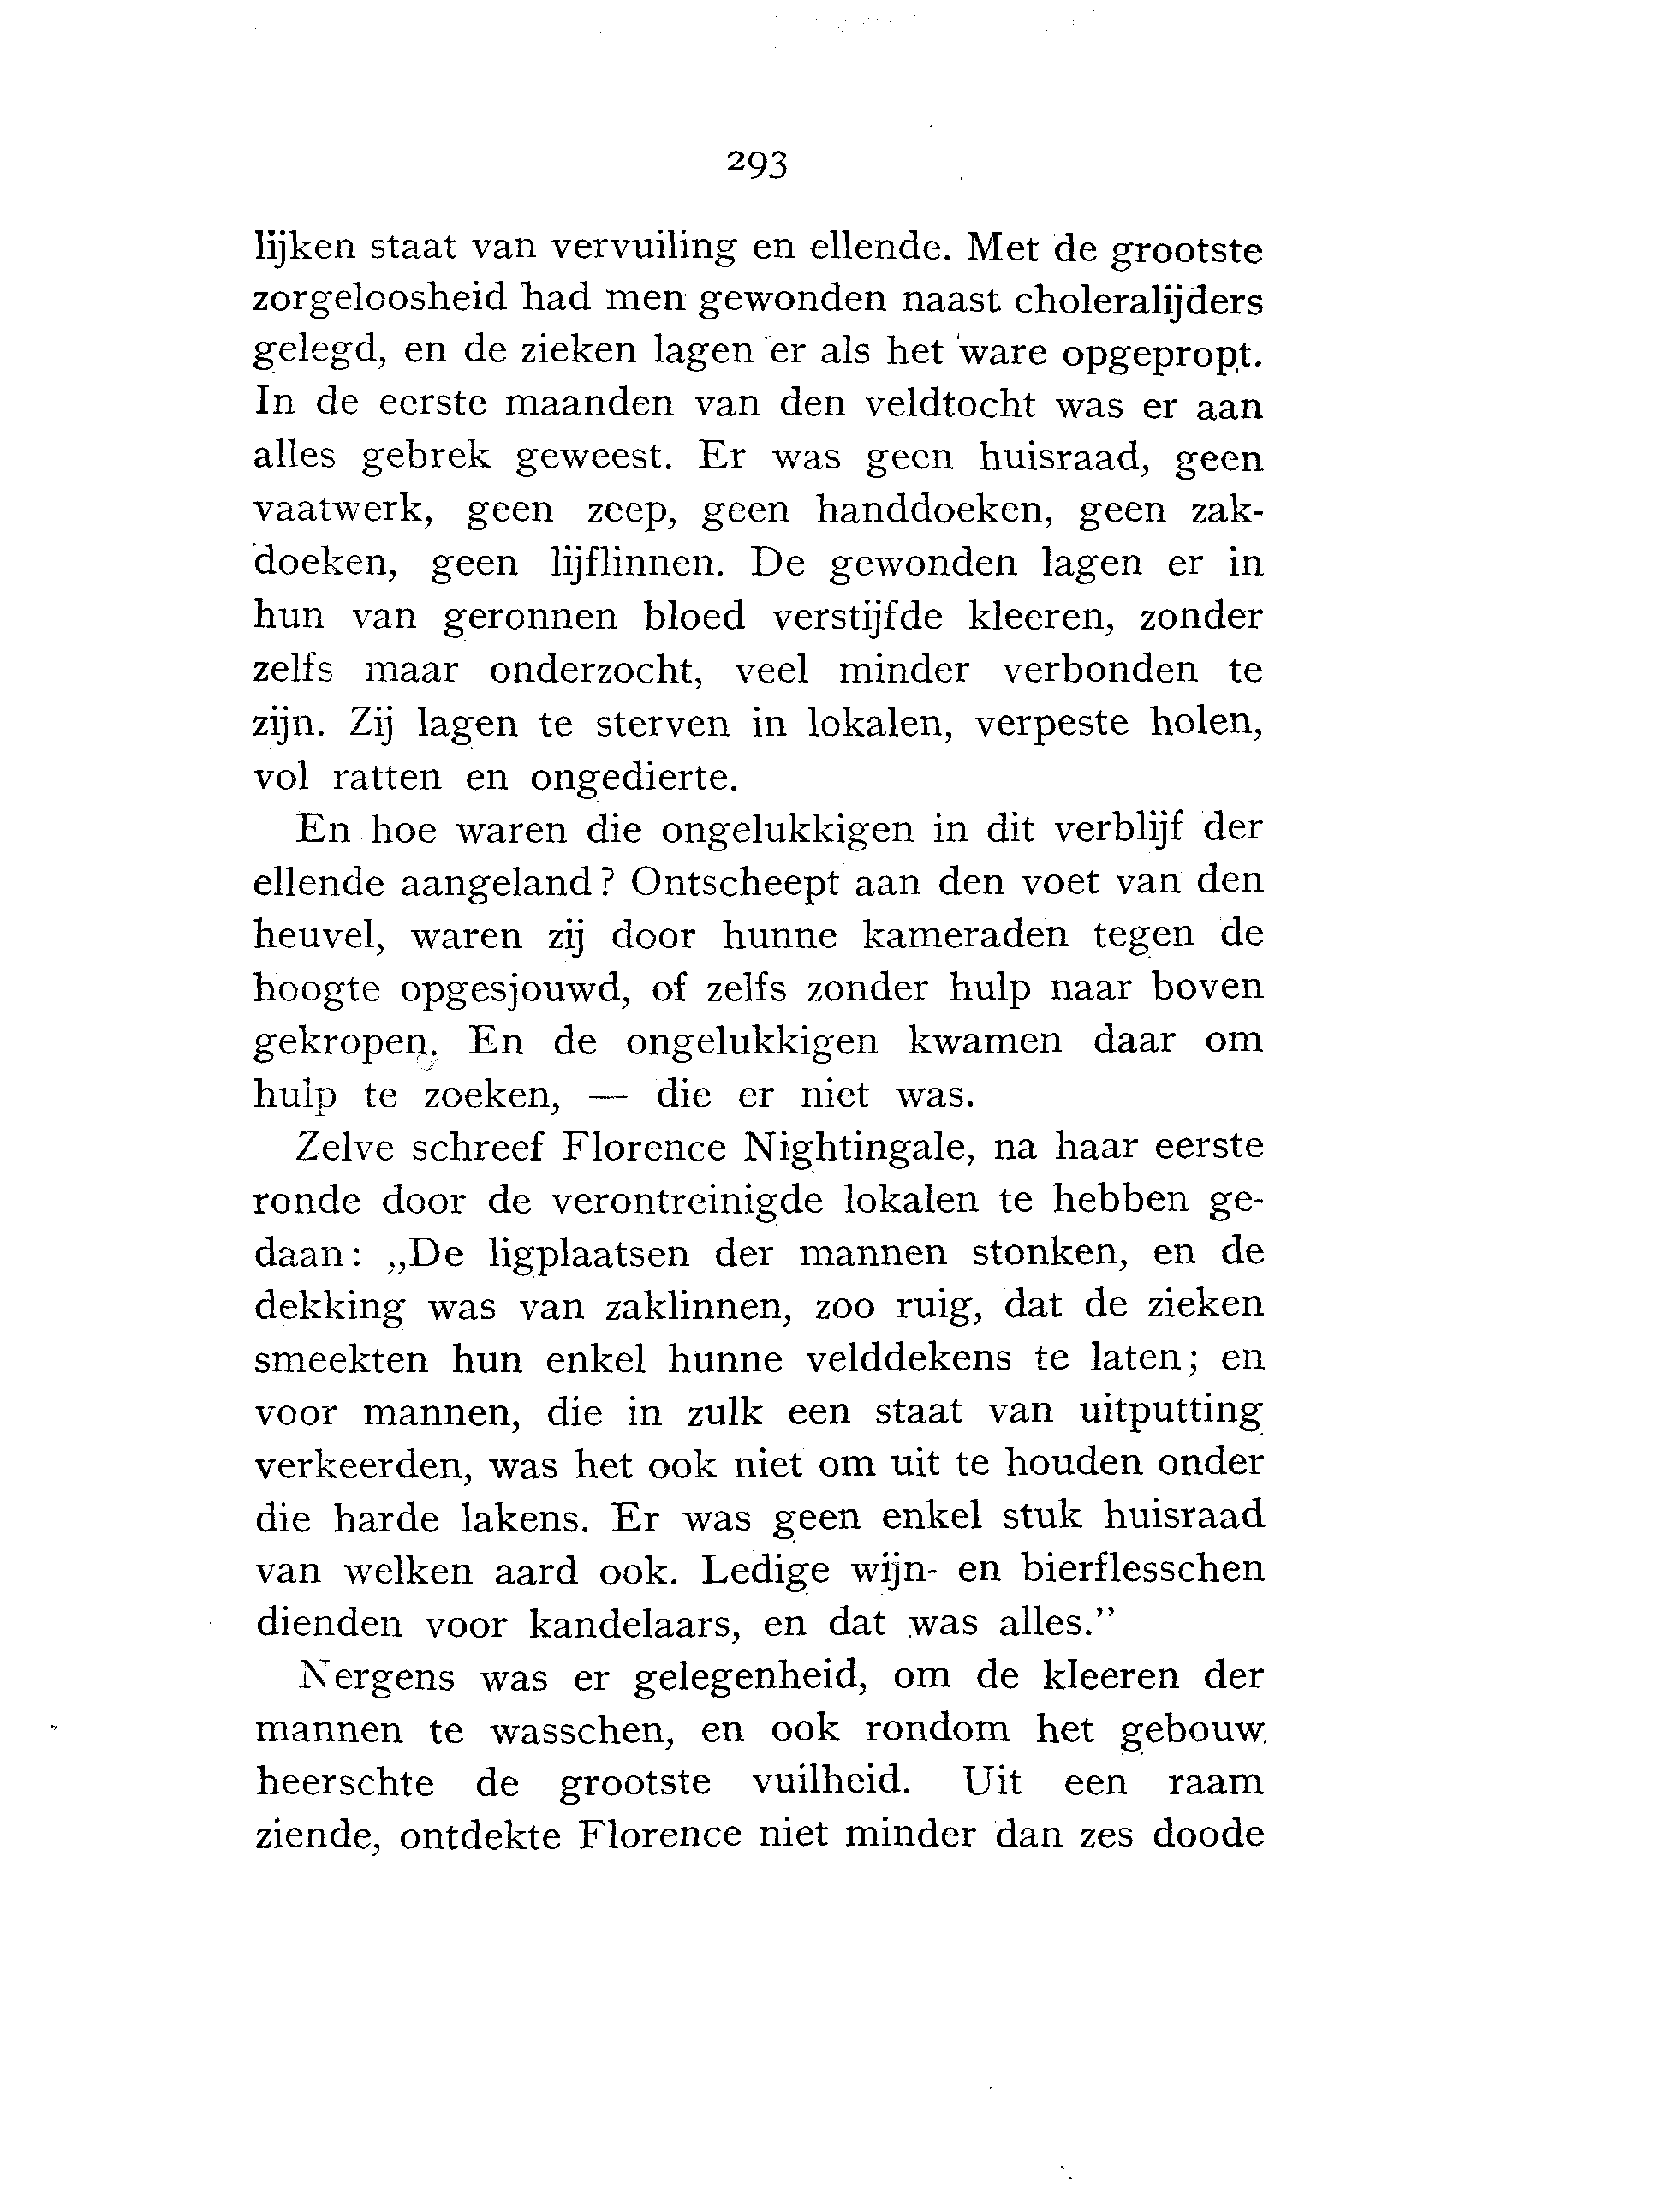 293
lijken staat van vervuiling en ellende. Met de grootste
zorgeloosheid had men gewonden naast choleralijders
gelegd, en de zieken lagen er als het ware opgepropt.
In de eerste maanden van den veldtocht was er aan
alles gebrek geweest. Er was geen huisraad, geen
vaatwerk, geen zeep, geen handdoeken, geen zak-
doeken, geen lijflinnen. De gewonden lagen er in
hun van geronnen bloed verstijfde kleeren, zonder
zelfs maar onderzocht, veel minder verbonden te
zijn. Zij lagen te sterven in lokalen, verpeste holen,
vol ratten en ongedierte.
En hoe waren die ongelukkigen in dit verblijf der
ellende aangeland? Ontscheept aan den voet van den
heuvel, waren zij door hunne kameraden tegen de
hoogte opgesjouwd, of zelfs zonder hulp naar boven
gekropen. En de ongelukkigen kwamen daar om
hulp te zoeken, — die er niet was.
Zelve schreef Florence Nightingale, na haar eerste
ronde door de verontreinigde lokalen te hebben ge-
daan: „De ligplaatsen der mannen stonken, en de
dekking was van zaklinnen, zoo ruig, dat de zieken
smeekten hun enkel hunne velddekens te laten; en
voor mannen, die in zulk een staat van uitputting
verkeerden, was het ook niet om uit te houden onder
die harde lakens. Er was geen enkel stuk huisraad
van welken aard ook. Ledige wijn- en bierflesschen
dienden voor kandelaars, en dat was alles.”
Nergens was er gelegenheid, om de kleeren der
mannen te wasschen, en ook rondom het gebouw
heerschte de grootste vuilheid. Uit een raam
ziende, ontdekte Florence niet minder dan zes doode